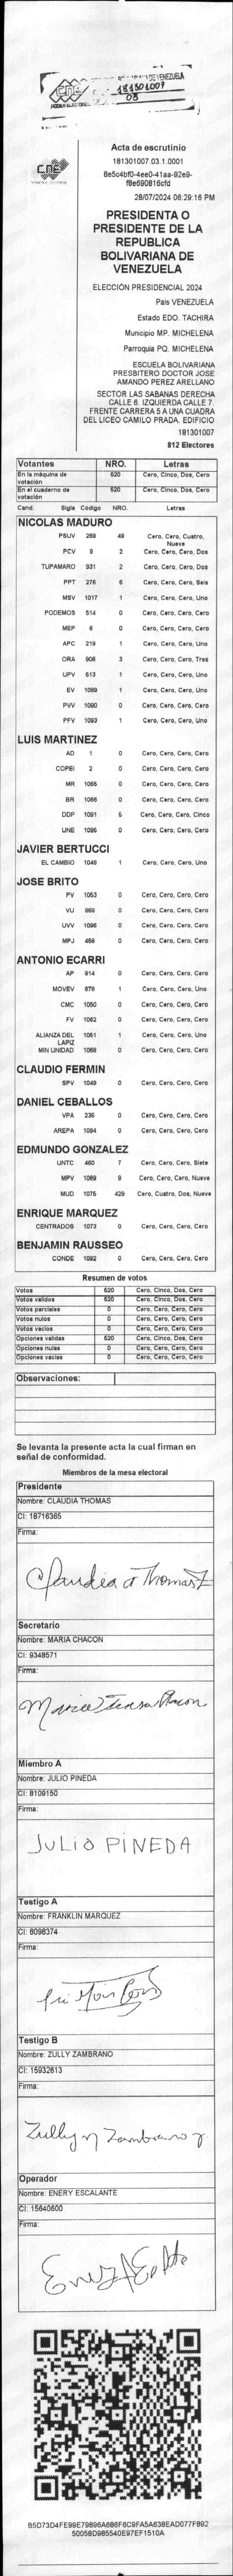 CNE
181301007
03
CNE
Acta de escrutinio
181301007.03.1.0001
8e5c4bf0-4ee0-41aa-92e9-
f8e690816cfd
28/07/2024 06:29:16 PM
PRESIDENTA O
PRESIDENTE DE LA
REPUBLICA
BOLIVARIANA DE
VENEZUELA
ELECCIÓN PRESIDENCIAL 2024
Pais VENEZUELA
Estado EDO. TACHIRA
Municipio MP. MICHELENA
Parroquia PQ. MICHELENA
ESCUELA BOLIVARIANA
PRESBITERO DOCTOR JOSE
AMANDO PEREZ ARELLANO
SECTOR LAS SABANAS DERECHA
CALLE 6. IZQUIERDA CALLE 7.
FRENTE CARRERA 5 A UNA CUADRA
DEL LICEO CAMILO PRADA. EDIFICIO
181301007
812 Electores
Votantes NRO. Letras
En la máquina de votación 520 Cero, Cinco, Dos, Cero
En el cuaderno de votación 520 Cero, Cinco, Dos, Cero
Cand. Sigla Código NRO. Letras
NICOLAS MADURO
PSUV 269 49 Cero, Cero, Cuatro, Nueve
PCV 9 2 Cero, Cero, Cero, Dos
TUPAMARO 931 2 Cero, Cero, Cero, Dos
PPT 276 6 Cero, Cero, Cero, Seis
MSV 1017 1 Cero, Cero, Cero, Uno
PODEMOS 514 0 Cero, Cero, Cero, Cero
MEP 6 0 Cero, Cero, Cero, Cero
APC 219 1 Cero, Cero, Cero, Uno
ORA 906 3 Cero, Cero, Cero, Tres
UPV 513 1 Cero, Cero, Cero, Uno
EV 1089 1 Cero, Cero, Cero, Uno
PVV 1090 0 Cero, Cero, Cero, Cero
PFV 1093 1 Cero, Cero, Cero, Uno
LUIS MARTINEZ
AD 1 0 Cero, Cero, Cero, Cero
COPEI 2 0 Cero, Cero, Cero, Cero
MR 1065 0 Cero, Cero, Cero, Cero
BR 1066 0 Cero, Cero, Cero, Cero
DDP 1091 5 Cero, Cero, Cero, Cinco
UNE 1095 0 Cero, Cero, Cero, Cero
JAVIER BERTUCCI
EL CAMBIO 1048 1 Cero, Cero, Cero, Uno
JOSE BRITO
PV 1053 0 Cero, Cero, Cero, Cero
VU 968 0 Cero, Cero, Cero, Cero
UVV 1096 0 Cero, Cero, Cero, Cero
MPJ 458 0 Cero, Cero, Cero, Cero
ANTONIO ECARRI
AP 914 0 Cero, Cero, Cero, Cero
MOVEV 878 1 Cero, Cero, Cero, Uno
CMC 1050 0 Cero, Cero, Cero, Cero
FV 1062 0 Cero, Cero, Cero, Cero
ALIANZA DEL LAPIZ 1051 1 Cero, Cero, Cero, Uno
MIN UNIDAD 1068 0 Cero, Cero, Cero, Cero
CLAUDIO FERMIN
SPV 1049 0 Cero, Cero, Cero, Cero
DANIEL CEBALLOS
VPA 236 0 Cero, Cero, Cero, Cero
AREPA 1094 0 Cero, Cero, Cero, Cero
EDMUNDO GONZALEZ
UNTC 460 7 Cero, Cero, Cero, Siete
MPV 1069 9 Cero, Cero, Cero, Nueve
MUD 1075 429 Cero, Cuatro, Dos, Nueve
ENRIQUE MARQUEZ
CENTRADOS 1073 0 Cero, Cero, Cero, Cero
BENJAMIN RAUSSEO
CONDE 1092 0 Cero, Cero, Cero, Cero
Resumen de votos
Votos 520 Cero, Cinco, Dos, Cero
Votos validos 520 Cero, Cinco, Dos, Cero
Votos parciales 0 Cero, Cero, Cero, Cero
Votos nulos 0 Cero, Cero, Cero, Cero
Votos vacios 0 Cero, Cero, Cero, Cero
Opciones validas 520 Cero, Cinco, Dos, Cero
Opciones nulas 0 Cero, Cero, Cero, Cero
Opciones vacias 0 Cero, Cero, Cero, Cero
Observaciones:
Se levanta la presente acta la cual firman en
señal de conformidad.
Miembros de la mesa electoral
Presidente
Nombre: CLAUDIA THOMAS
CI: 18716365
Firma:
Claudia d Thomas
Secretario
Nombre: MARIA CHACON
CI: 9348571
Firma:
Maria Teresa Chacon
Miembro A
Nombre: JULIO PINEDA
CI: 8109150
Firma:
JULIO PINEDA
Testigo A
Nombre: FRANKLIN MARQUEZ
CI: 8098374
Firma:
Testigo B
Nombre: ZULLY ZAMBRANO
CI: 15932613
Firma:
Zully Zambrano
Operador
Nombre: ENERY ESCALANTE
CI: 15640600
Firma:
B5D73D4FE99E79896A686F6C9FA5A638EAD077F892
50058D985540E97EF1510A